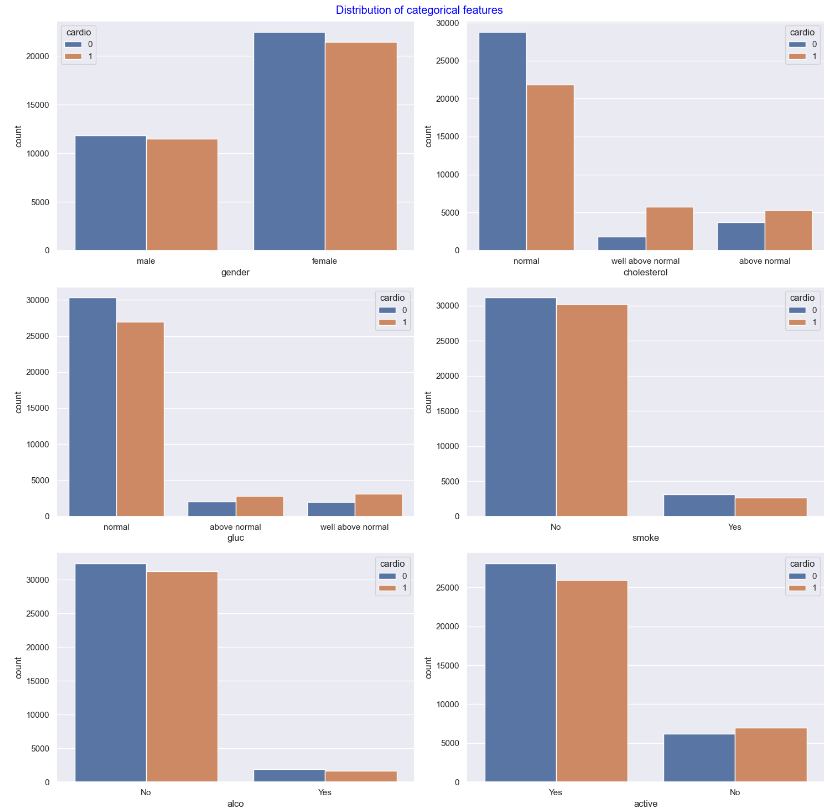 Distribution of categorical features
cardio
0
1
20000
15000
10000
5000
0
count
male
female
gender
cardio
0
1
30000
25000
20000
15000
10000
5000
0
count
normal
well above normal
above normal
cholesterol
cardio
0
1
30000
25000
20000
15000
10000
5000
0
count
normal
above normal
well above normal
gluc
cardio
0
1
30000
25000
20000
15000
10000
5000
0
count
No
Yes
smoke
cardio
0
1
30000
25000
20000
15000
10000
5000
0
count
No
Yes
alco
cardio
0
1
25000
20000
15000
10000
5000
0
count
Yes
No
active